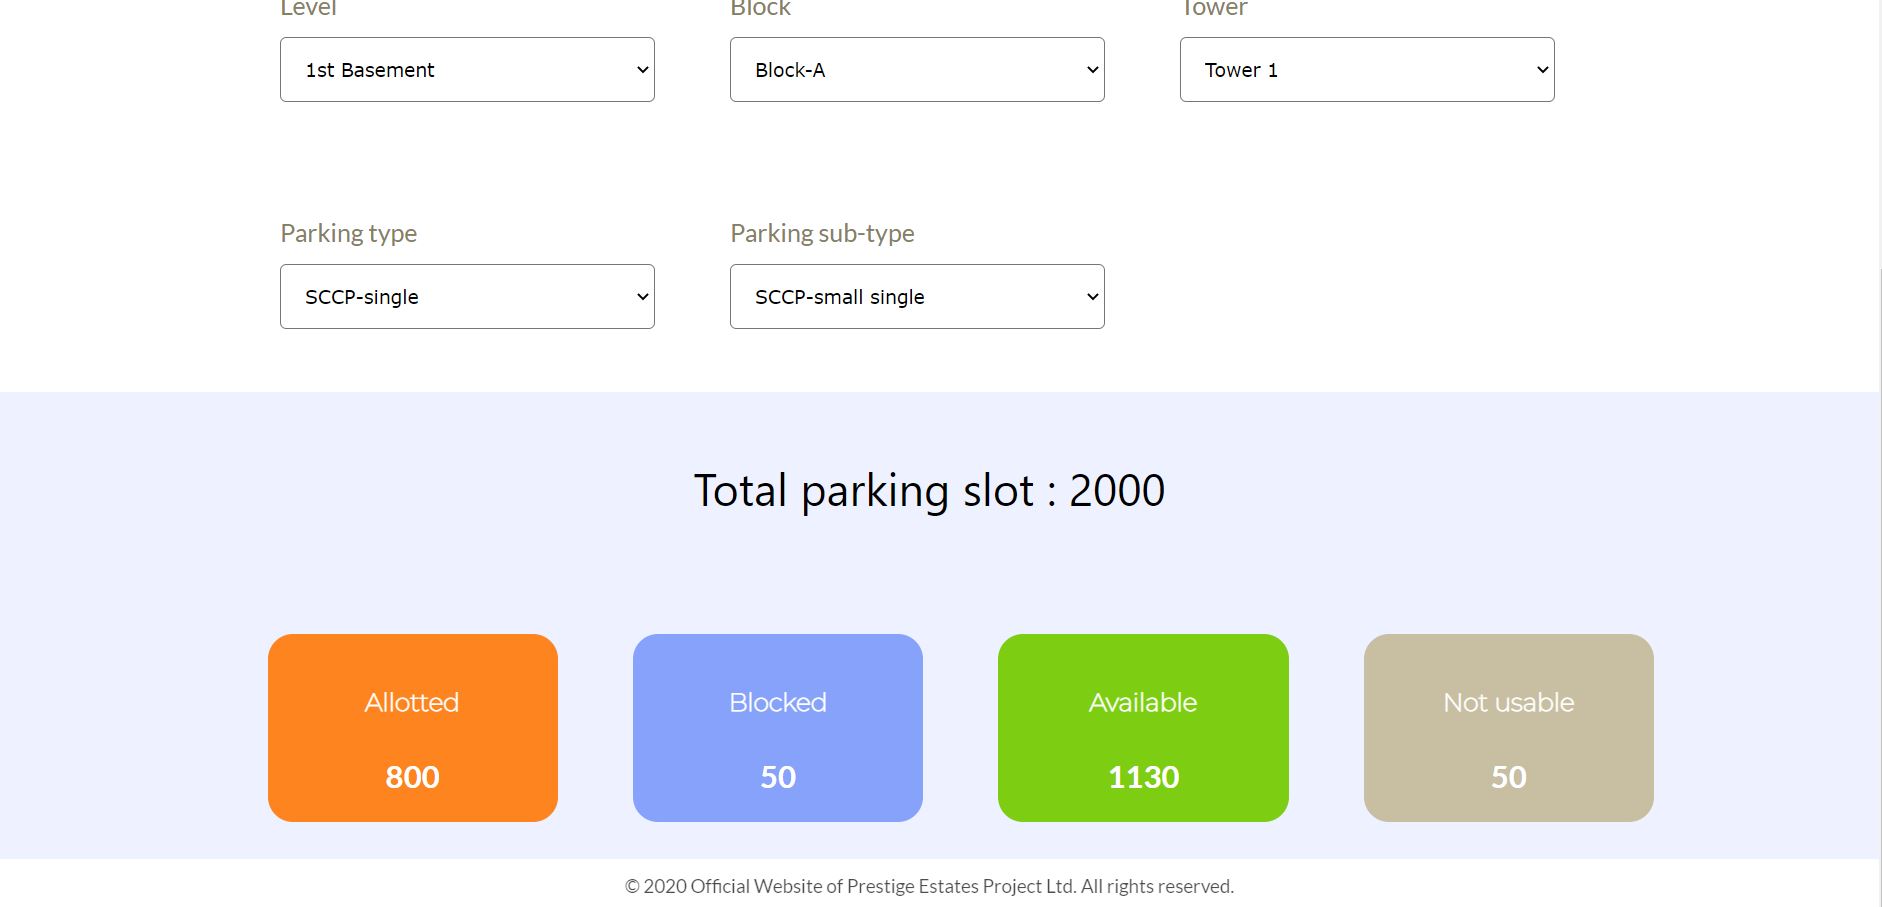 Level Block Tower
1st Basement Block-A Tower 1
Parking type Parking sub-type
SCCP-single SCCP-small single
Total parking slot : 2000
Allotted Blocked Available Not usable
800 50 1130 50
© 2020 Official Website of Prestige Estates Project Ltd. All rights reserved.